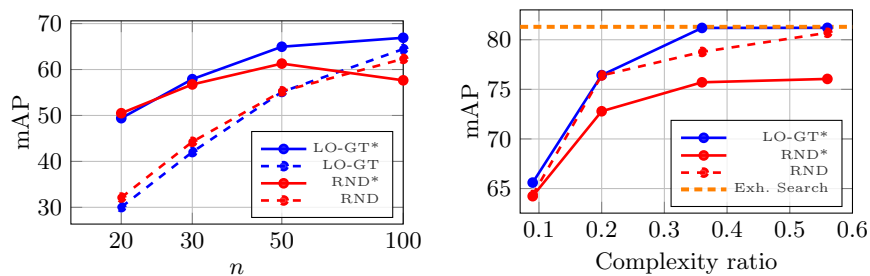 70
60
50
40
30
mAP
20
30
50
100
n
LO-GT*
LO-GT
RND*
RND
80
75
70
65
mAP
0.1
0.2
0.3
0.4
0.5
0.6
Complexity ratio
LO-GT*
RND*
RND
Exh. Search